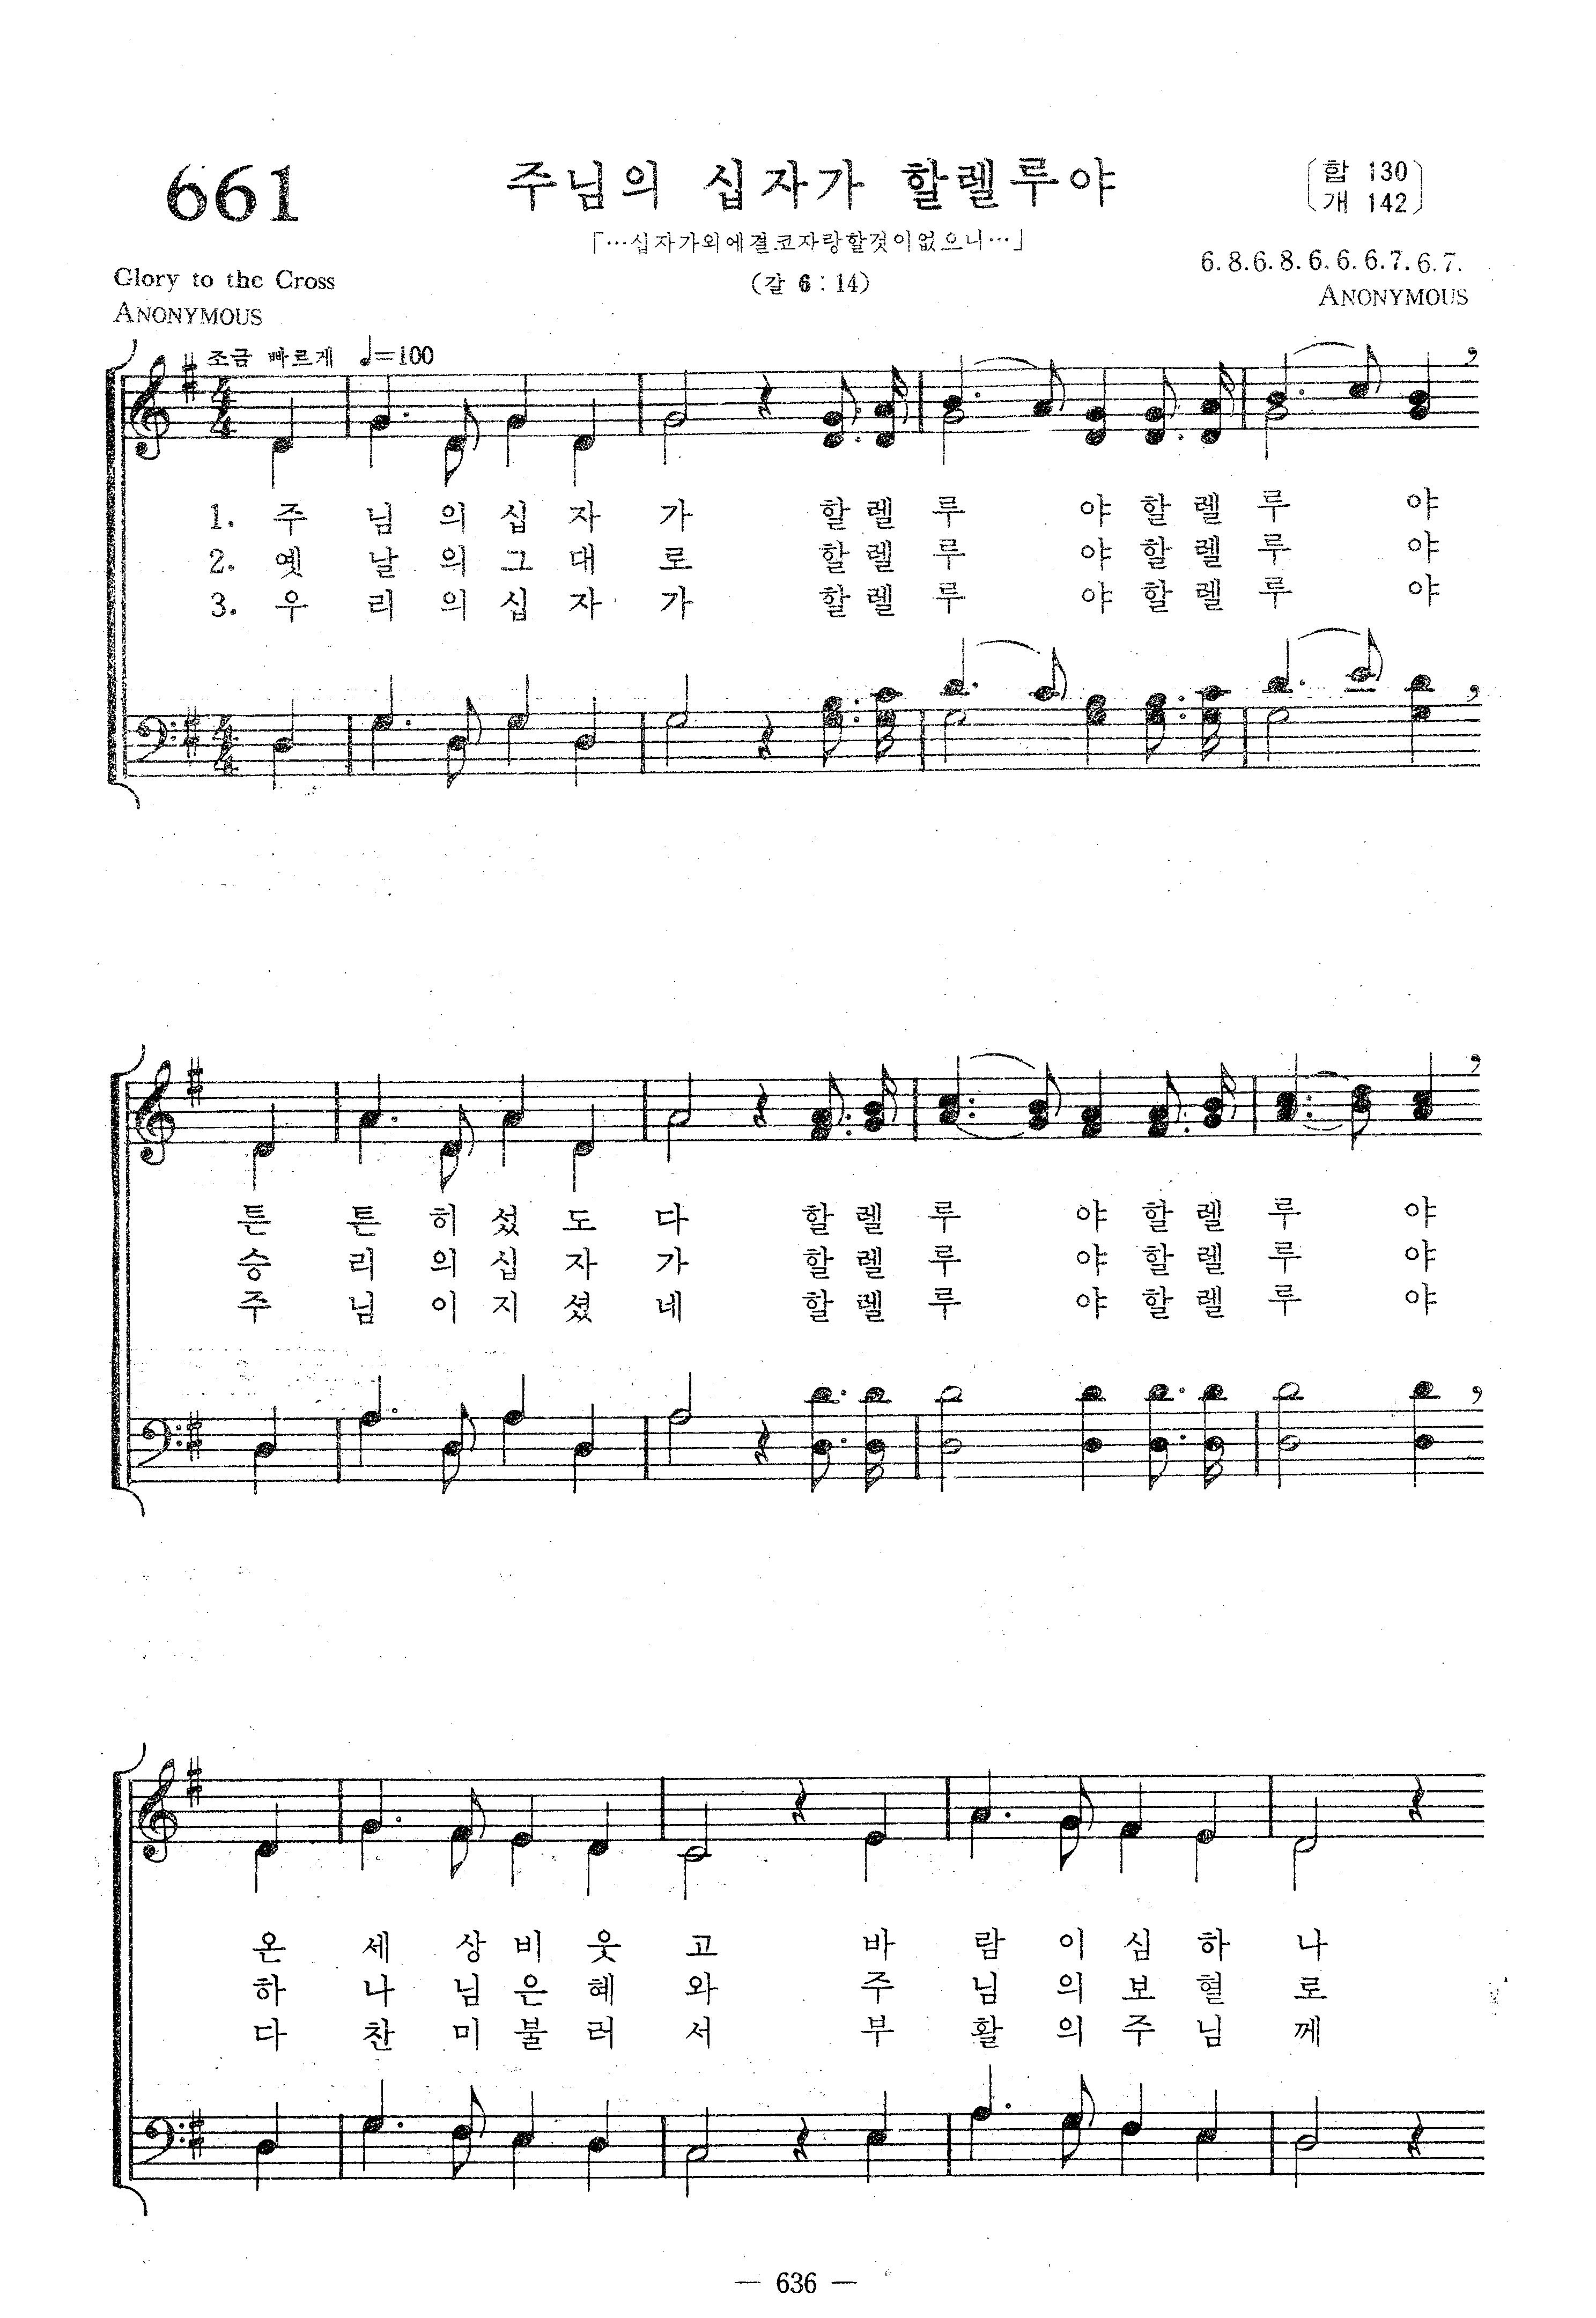 661
주님의 십자가 할렐루야
합 130
개 142
「…십자가외에결코자랑할것이없으니…」
(갈 6 : 14)
Glory to the Cross
ANONYMOUS
6.8.6.8.6.6.6.7.6.7.
ANONYMOUS
조금 빠르게 ♩=100
1. 주 님 의 십 자 가 할 렐 루 야 할 렐 루 야
2. 옛 날 의 그 대 로 할 렐 루 야 할 렐 루 야
3. 우 리 의 십 자 가 할 렐 루 야 할 렐 루 야
튼 튼 히 섰 도 다 할 렐 루 야 할 렐 루 야
승 리 의 십 자 가 할 렐 루 야 할 렐 루 야
주 님 이 지 셨 네 할 렐 루 야 할 렐 루 야
온 세 상 비 웃 고 바 람 이 심 하 나
하 나 님 은 혜 와 주 님 의 보 혈 로
다 찬 미 불 러 서 부 활 의 주 님 께
— 636 —